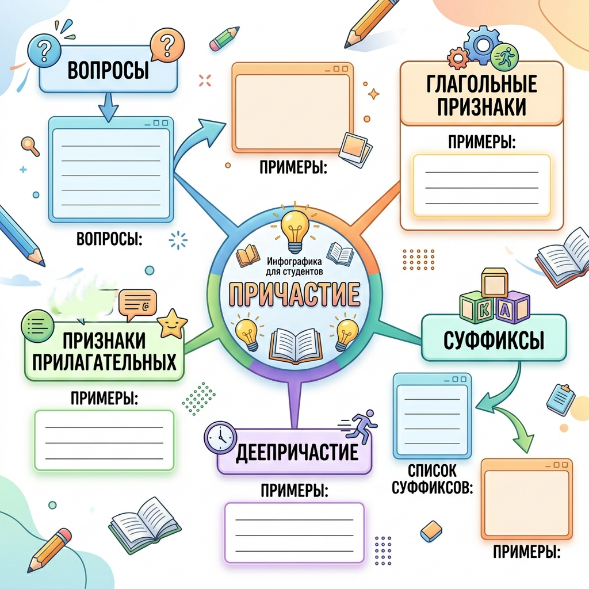 ВОПРОСЫ
ВОПРОСЫ:
ПРИМЕРЫ:
ГЛАГОЛЬНЫЕ
ПРИЗНАКИ
ПРИМЕРЫ:
Инфографика
для студентов
ПРИЧАСТИЕ
ПРИЗНАКИ
ПРИЛАГАТЕЛЬНЫХ
ПРИМЕРЫ:
ДЕЕПРИЧАСТИЕ
ПРИМЕРЫ:
К А
СУФФИКСЫ
СПИСОК
СУФФИКСОВ:
ПРИМЕРЫ: